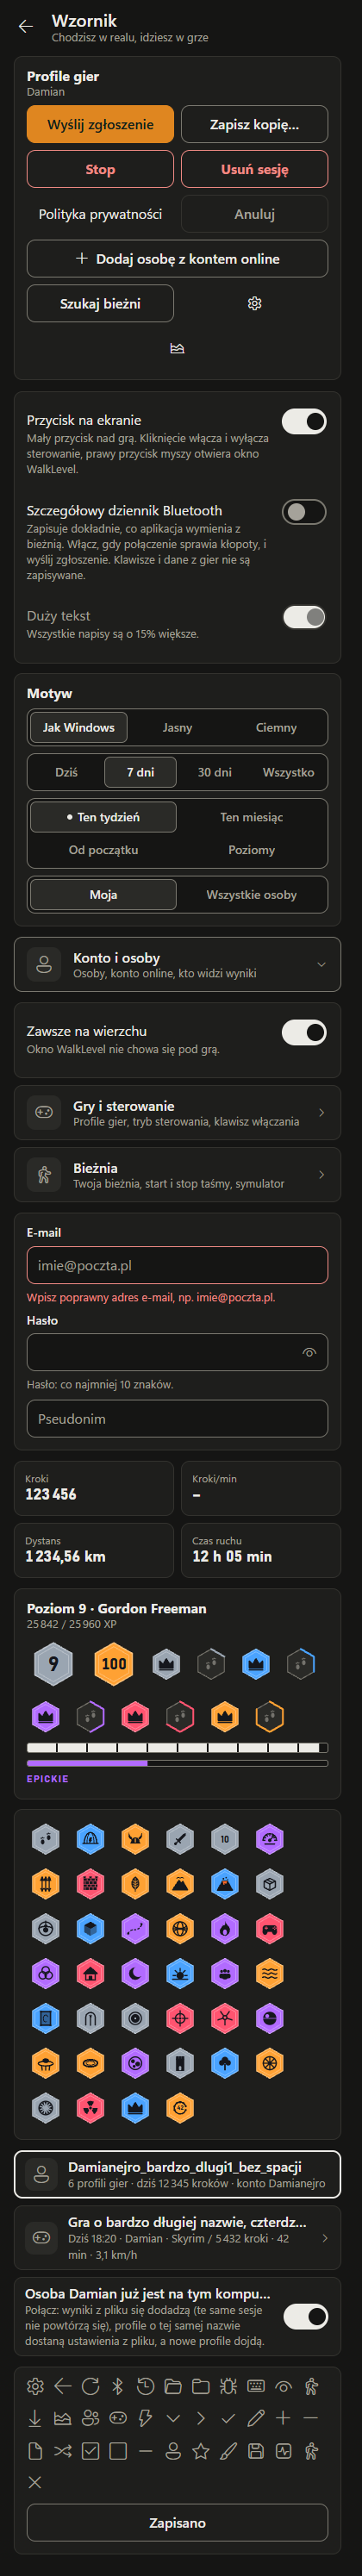 Wzornik
Chodzisz w realu, idziesz w grze
Profile gier
Damian
Wyślij zgłoszenie
Zapisz kopię...
Stop
Usuń sesję
Polityka prywatności
Anuluj
Dodaj osobę z kontem online
Szukaj bieżni
Przycisk na ekranie
Mały przycisk nad grą. Kliknięcie włącza i wyłącza
sterowanie, prawy przycisk myszy otwiera okno
WalkLevel.
Szczegółowy dziennik Bluetooth
Zapisuje dokładnie, co aplikacja wymienia z
bieżnią. Włącz, gdy połączenie sprawia kłopoty, i
wyślij zgłoszenie. Klawisze i dane z gier nie są
zapisywane.
Duży tekst
Wszystkie napisy są o 15% większe.
Motyw
Jak Windows
Jasny
Ciemny
Dziś
7 dni
30 dni
Wszystko
• Ten tydzień
Ten miesiąc
Od początku
Poziomy
Moja
Wszystkie osoby
Konto i osoby
Osoby, konto online, kto widzi wyniki
Zawsze na wierzchu
Okno WalkLevel nie chowa się pod grą.
Gry i sterowanie
Profile gier, tryb sterowania, klawisz włączania
Bieżnia
Twoja bieżnia, start i stop taśmy, symulator
E-mail
imie@poczta.pl
Wpisz poprawny adres e-mail, np. imie@poczta.pl.
Hasło
Hasło: co najmniej 10 znaków.
Pseudonim
Kroki
123 456
Kroki/min
–
Dystans
1 234,56 km
Czas ruchu
12 h 05 min
Poziom 9 · Gordon Freeman
25 842 / 25 960 XP
9
100
EPICKIE
10
42
Damianejro_bardzo_dlugi1_bez_spacji
6 profili gier · dziś 12 345 kroków · konto Damianejro
Gra o bardzo długiej nazwie, czterdz...
Dziś 18:20 · Damian · Skyrim / 5 432 kroki · 42
min · 3,1 km/h
Osoba Damian już jest na tym kompu...
Połącz: wyniki z pliku się dodadzą (te same sesje
nie powtórzą się), profile o tej samej nazwie
dostaną ustawienia z pliku, a nowe profile dojdą.
Zapisano